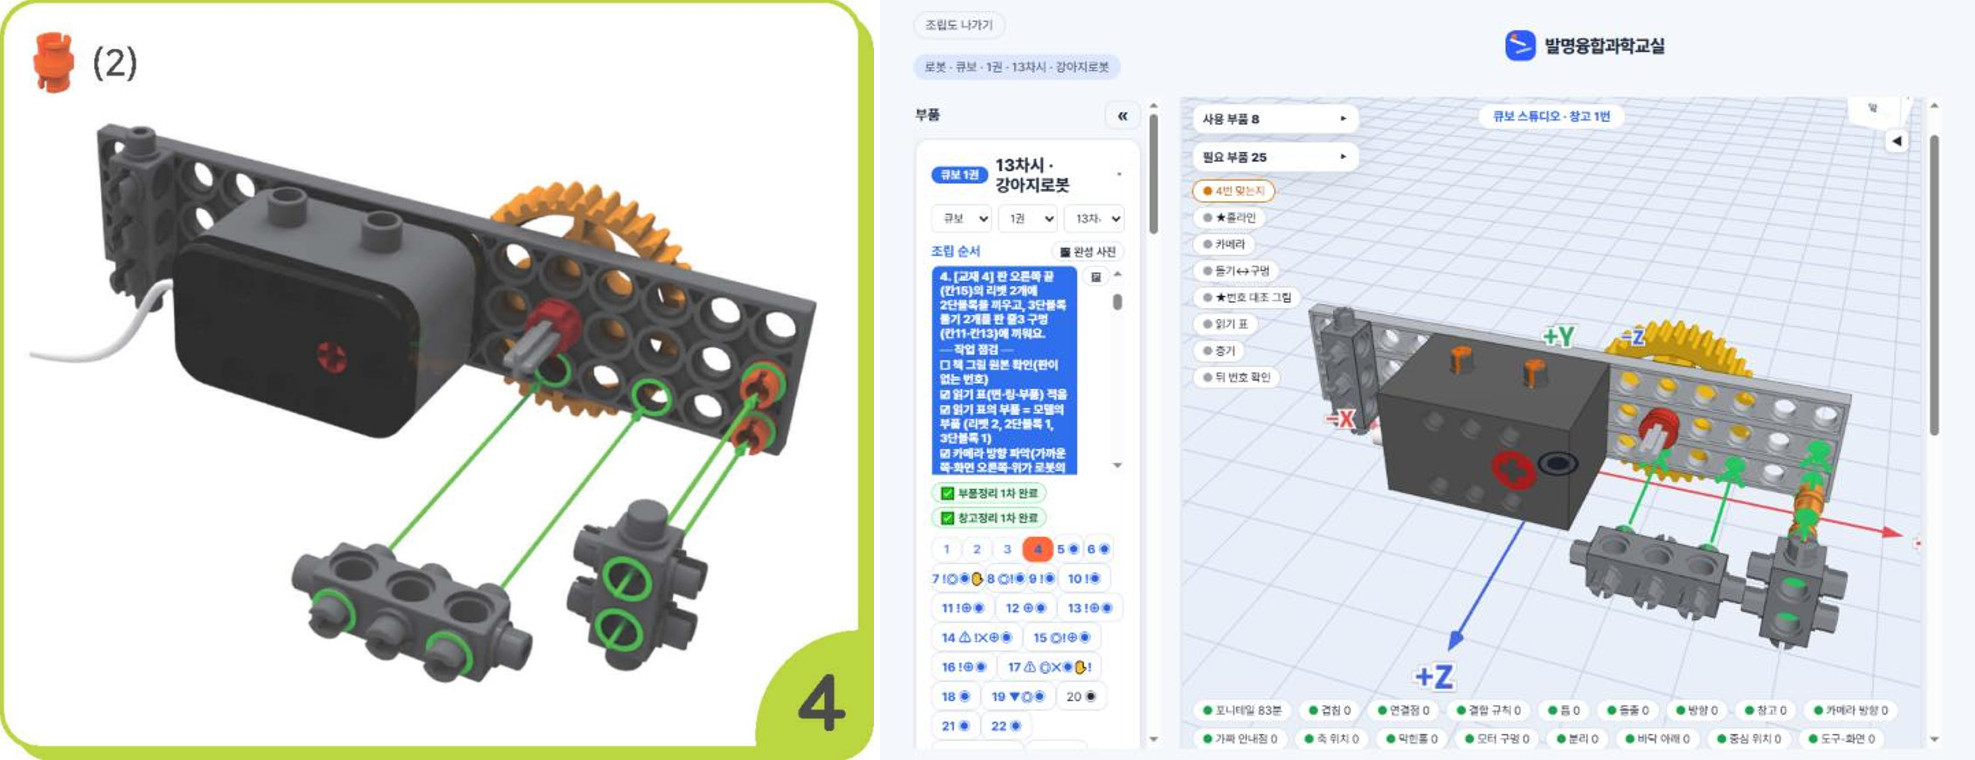 (2)
4
조립도 나가기
로봇 · 큐보 · 1권 · 13차시 · 강아지로봇
발명융합과학교실
부품
«
큐보 1권
13차시 ·
강아지로봇
큐보
1권
13차·
조립 순서
완성 사진
4. [교재 4] 판 오른쪽 끝
(칸15)의 리벳 2개에
2단블록을 끼우고, 3단블록
돌기 2개를 판 줄3 구멍
(칸11·칸13)에 끼워요.
— 작업 점검 —
☐ 책 그림 원본 확인(판이
없는 번호)
☑ 읽기 표(면·링·부품) 적음
☑ 읽기 표의 부품 = 모델의
부품 (리벳 2, 2단블록 1,
3단블록 1)
☑ 카메라 방향 파악(가까운
쪽·화면 오른쪽·위가 로봇의
✅ 부품정리 1차 완료
✅ 창고정리 1차 완료
1
2
3
4
5 ◉
6 ◉
7 !◎◉✋
8 ◎!◉
9 !◉
10 !◉
11 !⊕◉
12 ⊕◉
13 !⊕◉
14 ⚠!✕⊕◉
15 ◎!⊕◉
16 !⊕◉
17 ⚠◎✕◉✋!
18 ◉
19 ▼◎◉
20 ◉
21 ◉
22 ◉
사용 부품 8
필요 부품 25
큐보 스튜디오 · 창고 1번
앞
4번 맞는지
★홀라인
카메라
돌기↔구멍
★번호 대조 그림
읽기 표
증기
뒤 번호 확인
+Y
-Z
-X
+Z
포니테일 83분
겹침 0
연결점 0
결합 규칙 0
틈 0
돌출 0
방향 0
창고 0
카메라 방향 0
가짜 안내점 0
축 위치 0
막힌홀 0
모터 구멍 0
분리 0
바닥 아래 0
중심 위치 0
도구·화면 0